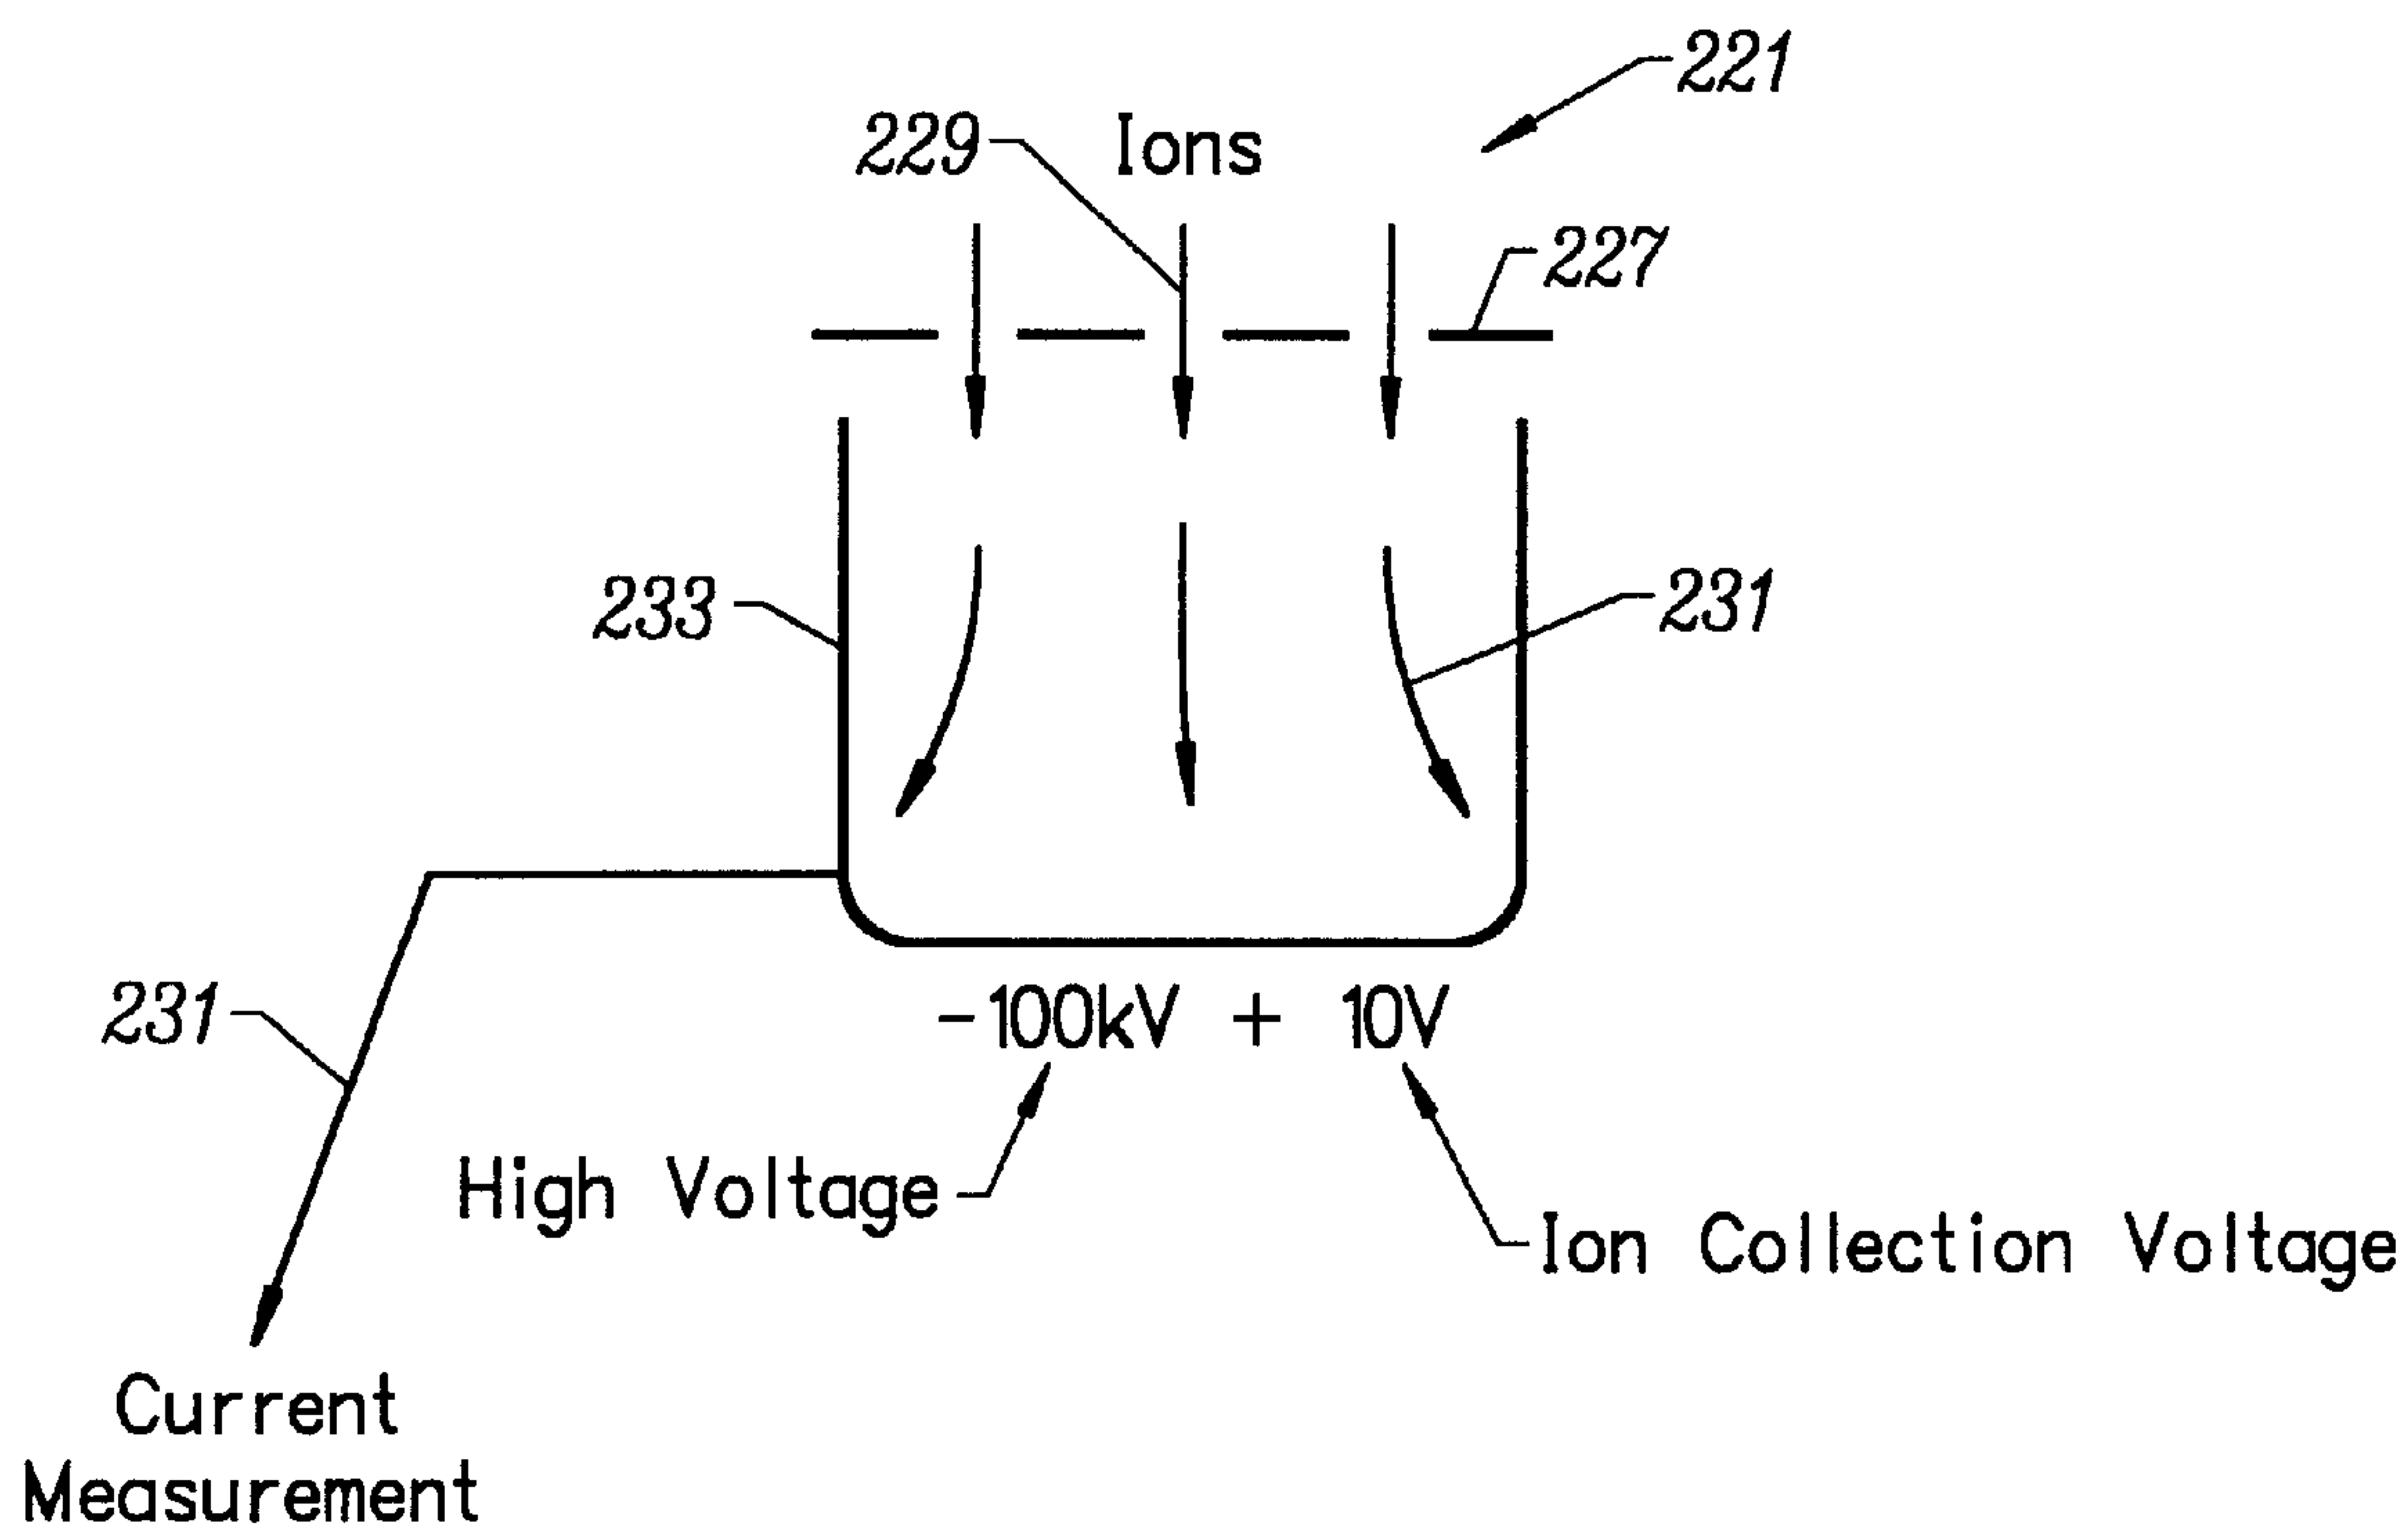 221
229 Ions
227
233
231
-100kV + 10V
231
High Voltage
Ion Collection Voltage
Current
Measurement